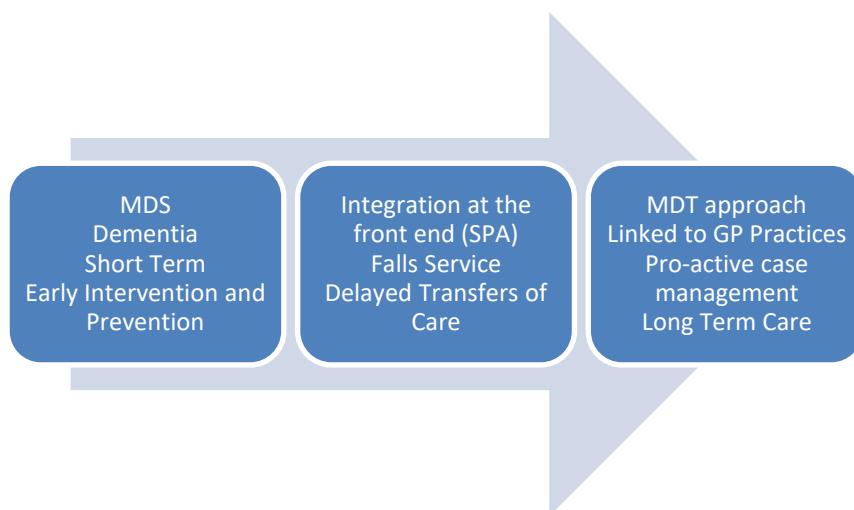 MDS
Dementia
Short Term
Early Intervention and
Prevention
Integration at the
front end (SPA)
Falls Service
Delayed Transfers of
Care
MDT approach
Linked to GP Practices
Pro-active case
management
Long Term Care